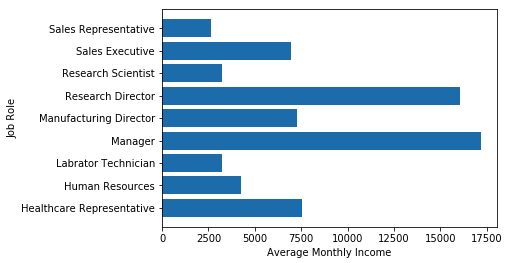 Sales Representative
Sales Executive
Research Scientist
Research Director
Manufacturing Director
Manager
Labrator Technician
Human Resources
Healthcare Representative
Job Role
0 2500 5000 7500 10000 12500 15000 17500
Average Monthly Income